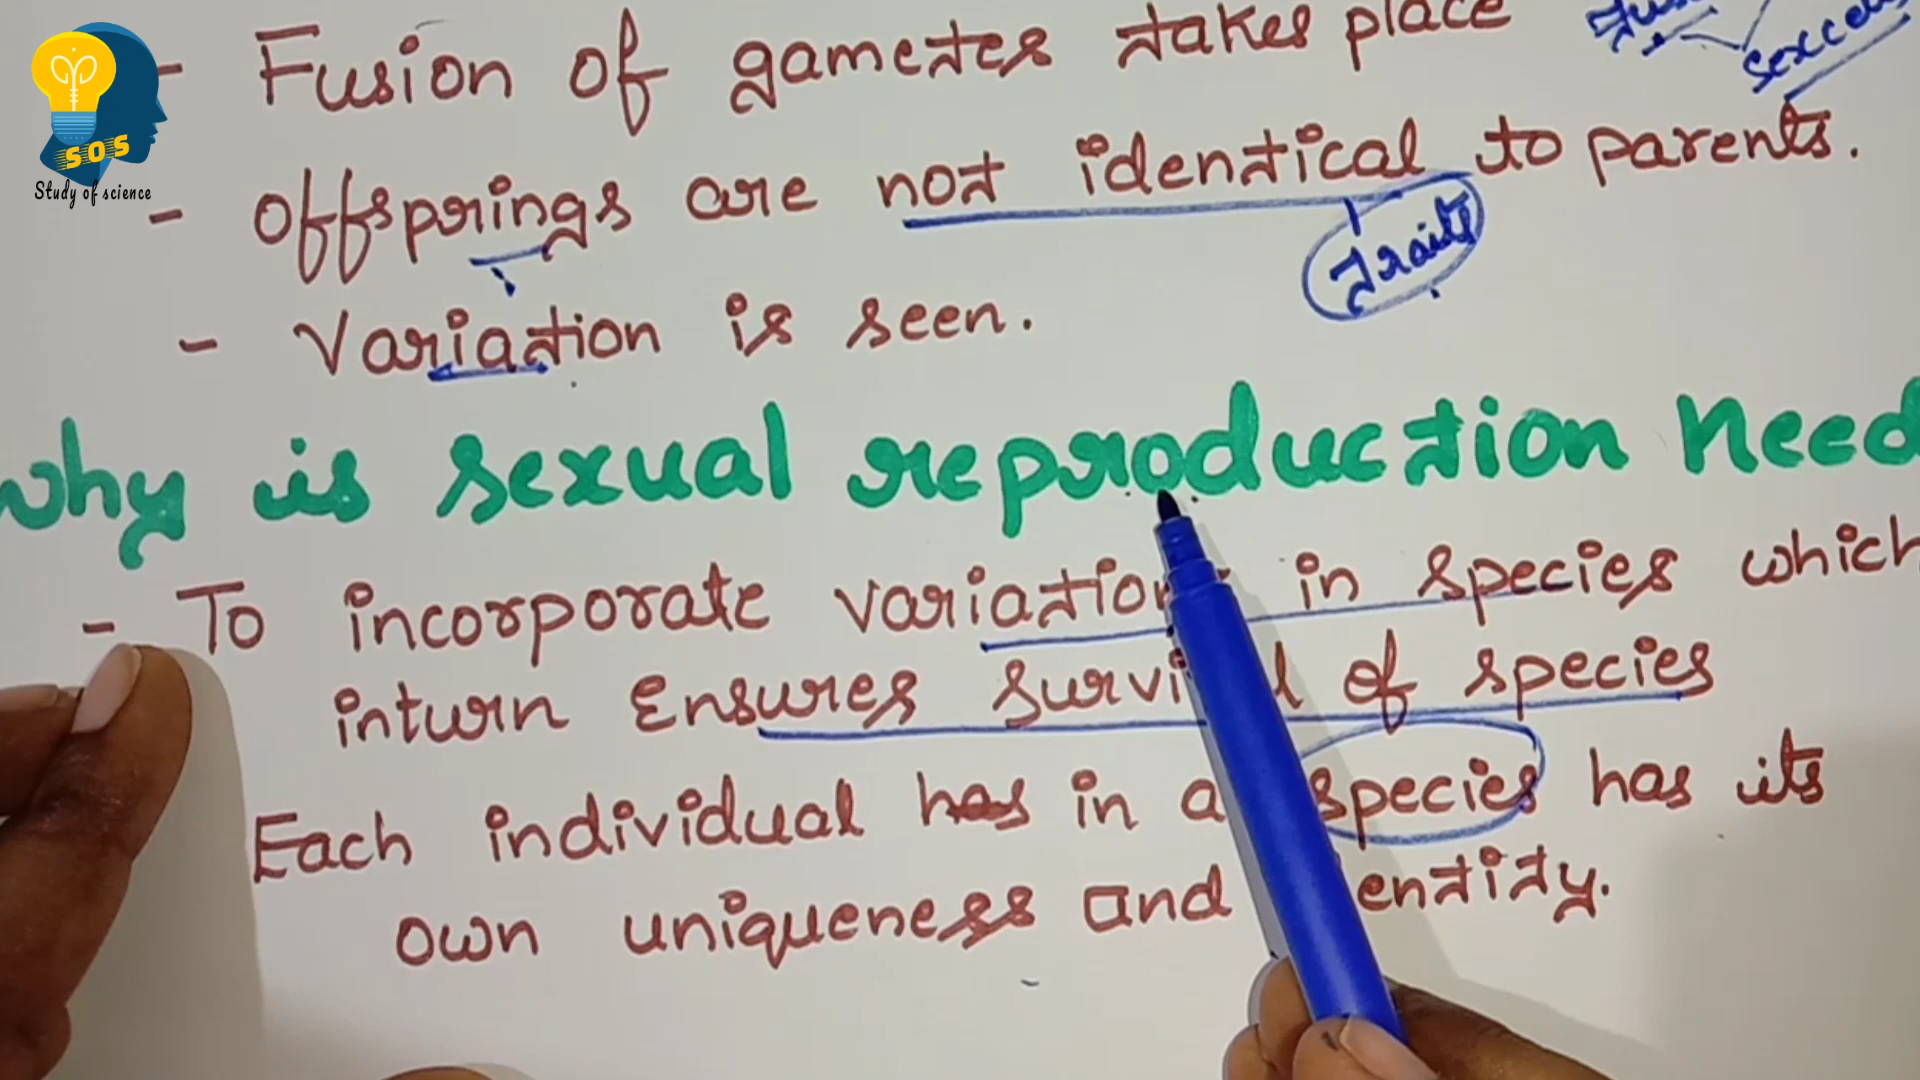 - Fusion of gametes takes place
sexcell
- Offsprings are not identical to parents.
traits
- Variation is seen.
why is sexual reproduction Need
- To incorporate variation in species which
inturn Ensures of species
Each individual has in a species has its
own uniqueness and
SOS
Study of science